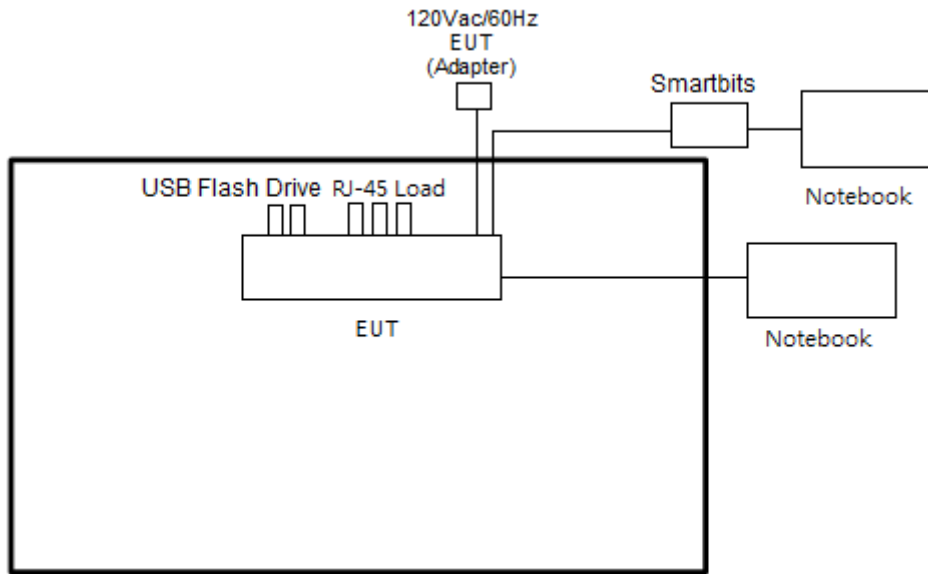 120Vac/60Hz
EUT
(Adapter)
Smartbits
Notebook
USB Flash Drive RJ-45 Load
EUT
Notebook